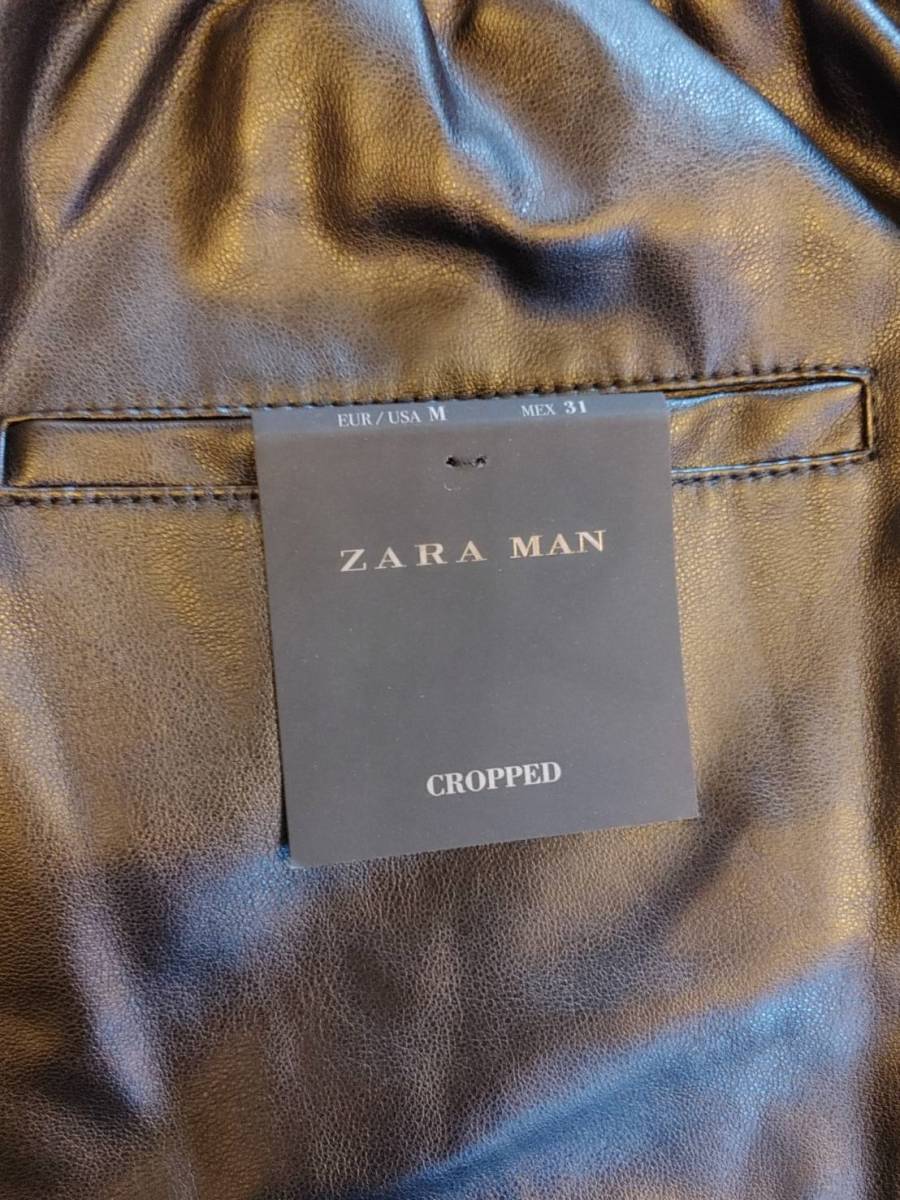 EUR / USA M MEX 31
ZARA MAN
CROPPED